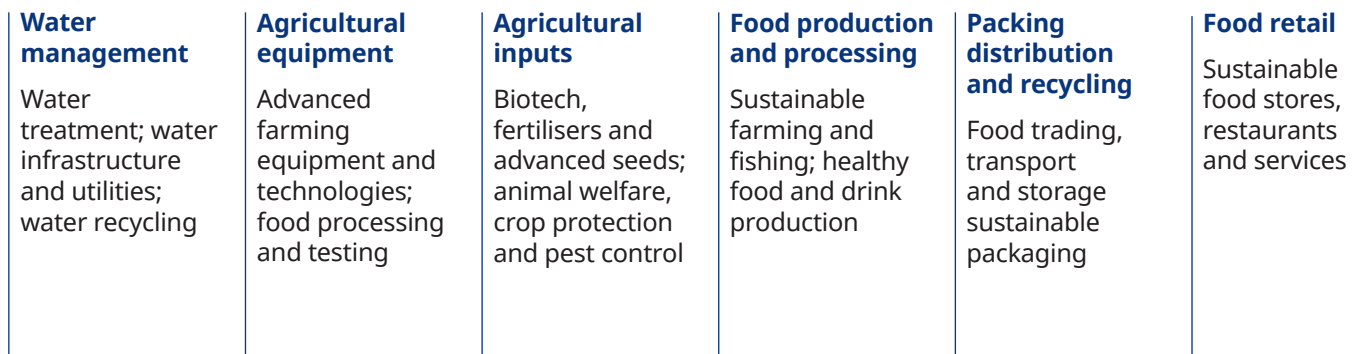 Water
management
Water
treatment; water
infrastructure
and utilities;
water recycling
Agricultural
equipment
Advanced
farming
equipment and
technologies;
food processing
and testing
Agricultural
inputs
Biotech,
fertilisers and
advanced seeds;
animal welfare,
crop protection
and pest control
Food production
and processing
Sustainable
farming and
fishing; healthy
food and drink
production
Packing
distribution
and recycling
Food trading,
transport
and storage
sustainable
packaging
Food retail
Sustainable
food stores,
restaurants
and services